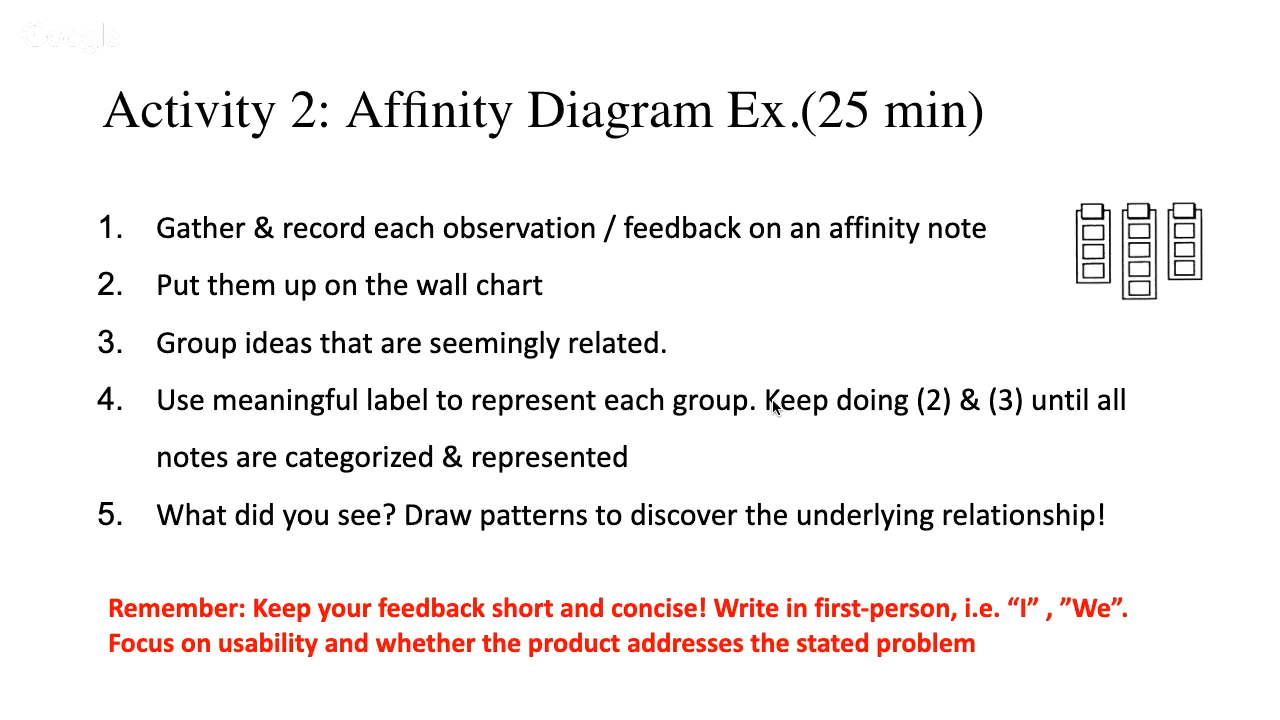 Google
Activity 2: Affinity Diagram Ex.(25 min)
1. Gather & record each observation / feedback on an affinity note
2. Put them up on the wall chart
3. Group ideas that are seemingly related.
4. Use meaningful label to represent each group. Keep doing (2) & (3) until all
notes are categorized & represented
5. What did you see? Draw patterns to discover the underlying relationship!
Remember: Keep your feedback short and concise! Write in first-person, i.e. “I” , ”We”.
Focus on usability and whether the product addresses the stated problem